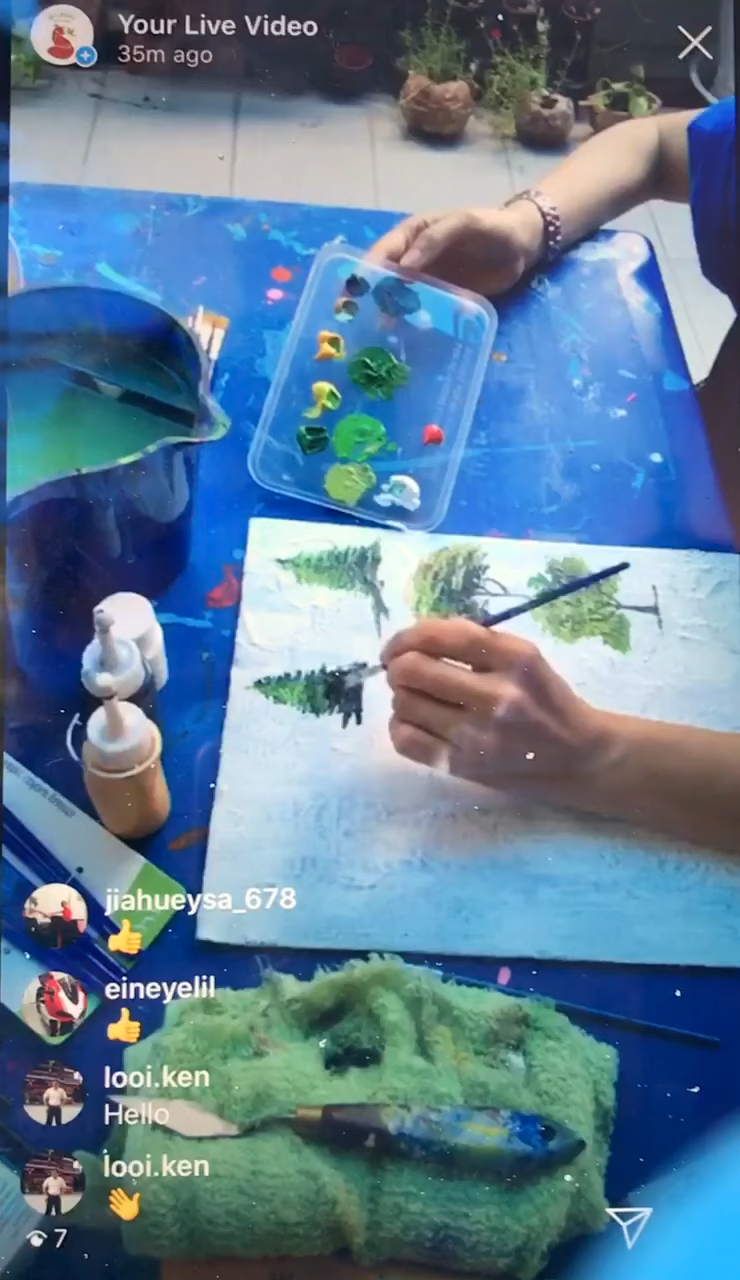 Your Live Video
35m ago
jiahueysa_678
👍
eineyelil
👍
looi.ken
Hello
looi.ken
👋
7